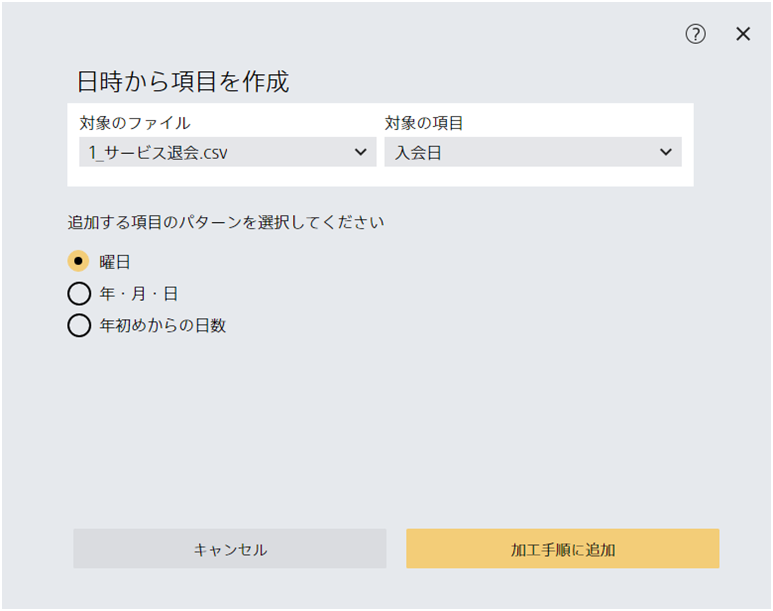 ?
日時から項目を作成
対象のファイル 対象の項目
1_サービス退会.csv 入会日
追加する項目のパターンを選択してください
曜日
年・月・日
年初めからの日数
キャンセル 加工手順に追加